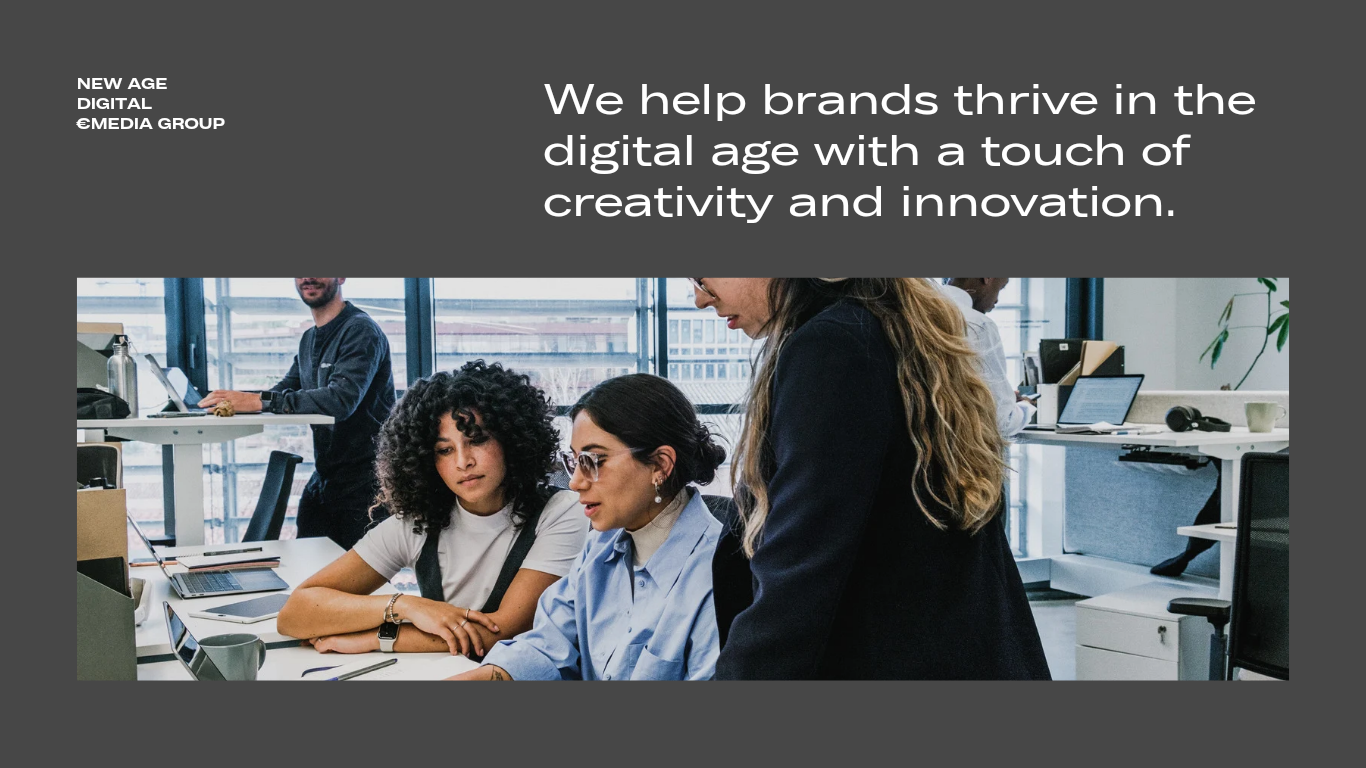 NEW AGE
DIGITAL
€MEDIA GROUP
We help brands thrive in the
digital age with a touch of
creativity and innovation.